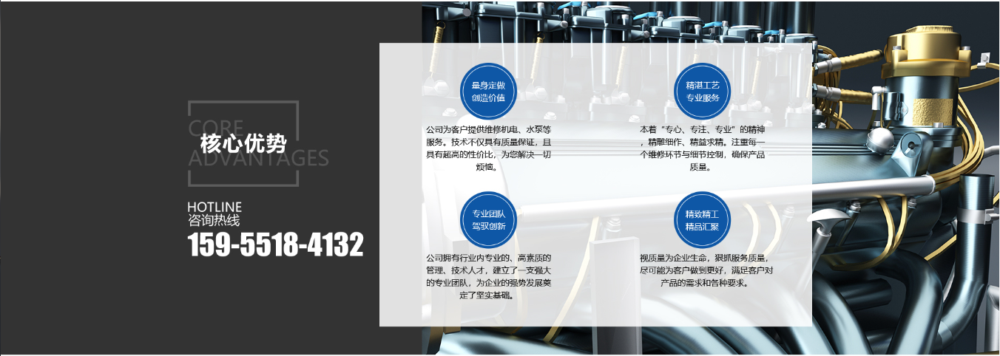 CORE
核心优势
ADVANTAGES
HOTLINE
咨询热线
159-5518-4132
量身定做
创造价值
公司为客户提供维修机电、水泵等
服务。技术不仅具有质量保证，且
具有超高的性价比，为您解决一切
烦恼。
精湛工艺
专业服务
本着“专心、专注、专业”的精神
，精雕细作、精益求精。注重每一
个维修环节与细节控制，确保产品
质量。
专业团队
驾驭创新
公司拥有行业内专业的、高素质的
管理、技术人才，建立了一支强大
的专业团队，为企业的强势发展奠
定了坚实基础。
精致精工
精品汇聚
视质量为企业生命，狠抓服务质量，
尽可能为客户做到更好，满足客户对
产品的需求和各种要求。